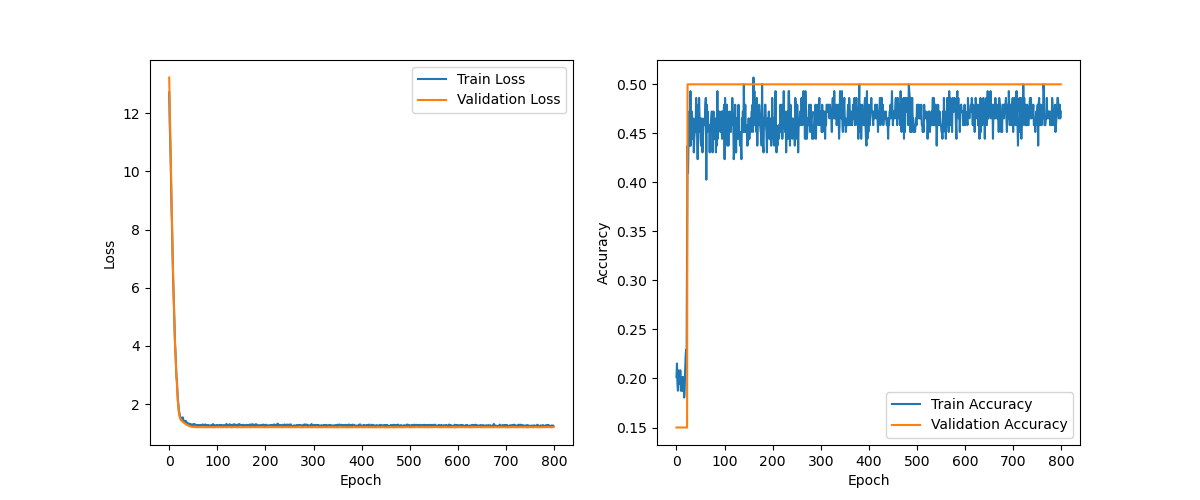 Train Loss
Validation Loss
12
10
8
6
4
2
Loss
0 100 200 300 400 500 600 700 800
Epoch
0.50
0.45
0.40
0.35
0.30
0.25
0.20
0.15
Accuracy
Train Accuracy
Validation Accuracy
0 100 200 300 400 500 600 700 800
Epoch